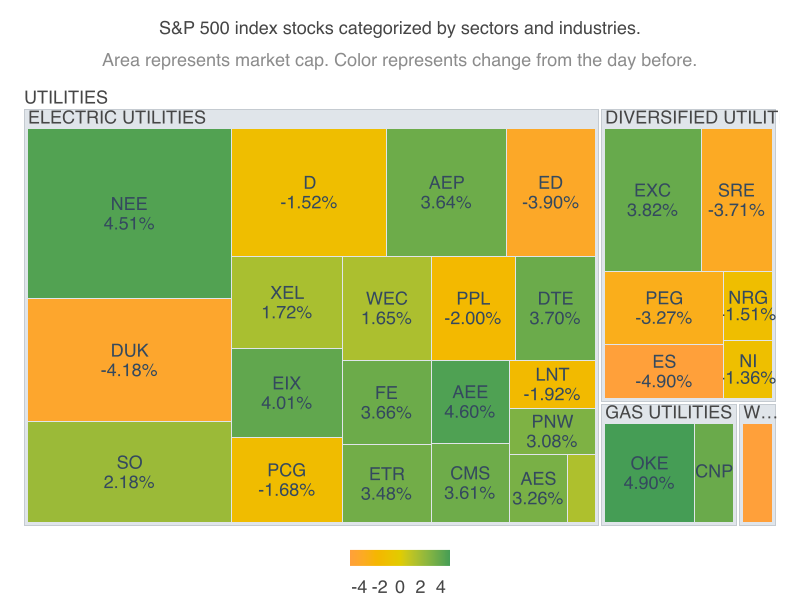 S&P 500 index stocks categorized by sectors and industries.
Area represents market cap. Color represents change from the day before.
UTILITIES
ELECTRIC UTILITIES
NEE
4.51%
DUK
-4.18%
SO
2.18%
D
-1.52%
AEP
3.64%
ED
-3.90%
XEL
1.72%
EIX
4.01%
PCG
-1.68%
WEC
1.65%
PPL
-2.00%
DTE
3.70%
FE
3.66%
AEE
4.60%
LNT
-1.92%
PNW
3.08%
ETR
3.48%
CMS
3.61%
AES
3.26%
DIVERSIFIED UTILIT
EXC
3.82%
SRE
-3.71%
PEG
-3.27%
NRG
-1.51%
ES
-4.90%
NI
-1.36%
GAS UTILITIES
OKE
4.90%
CNP
W...
-4 -2 0 2 4